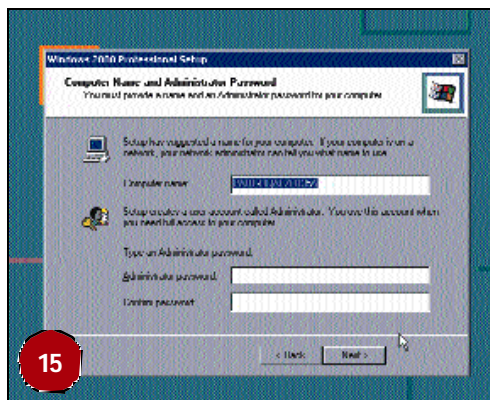 Windows 2000 Professional Setup
Computer Name and Administrator Password
You must provide a name and an Administrator password for your computer.
Setup has suggested a name for your computer. If your computer is on a
network, your network administrator can tell you what name to use.
Computer name:
Setup creates a user account called Administrator. You use this account when
you need full access to your computer.
Type an Administrator password.
Administrator password:
Confirm password:
< Back Next >
15